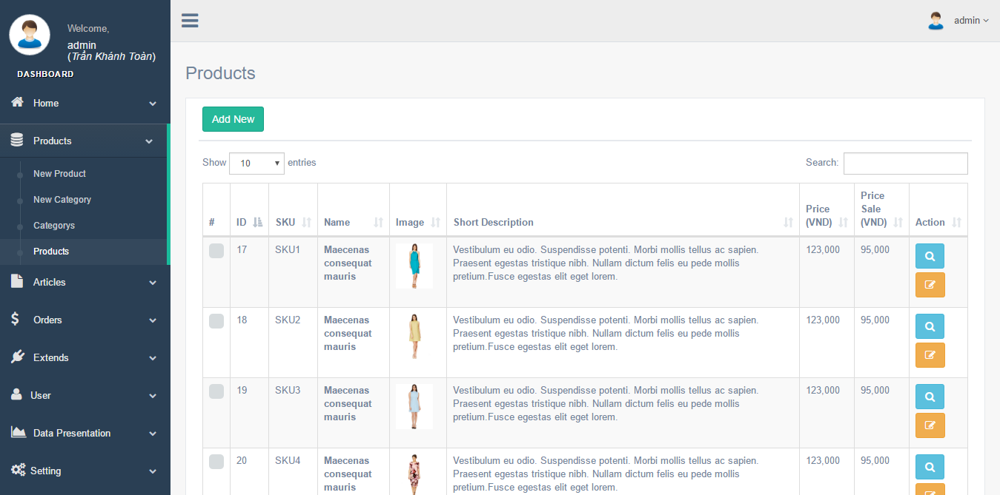 Welcome,
admin
(Trần Khánh Toàn)
DASHBOARD
Home
Products
New Product
New Category
Categorys
Products
Articles
Orders
Extends
User
Data Presentation
Setting
admin
Products
Add New
Show 10 entries
Search:
# ID SKU Name Image Short Description Price (VND) Price Sale (VND) Action
17 SKU1 Maecenas consequat mauris
Vestibulum eu odio. Suspendisse potenti. Morbi mollis tellus ac sapien.
Praesent egestas tristique nibh. Nullam dictum felis eu pede mollis
pretium.Fusce egestas elit eget lorem.
123,000 95,000
18 SKU2 Maecenas consequat mauris
Vestibulum eu odio. Suspendisse potenti. Morbi mollis tellus ac sapien.
Praesent egestas tristique nibh. Nullam dictum felis eu pede mollis
pretium.Fusce egestas elit eget lorem.
123,000 95,000
19 SKU3 Maecenas consequat mauris
Vestibulum eu odio. Suspendisse potenti. Morbi mollis tellus ac sapien.
Praesent egestas tristique nibh. Nullam dictum felis eu pede mollis
pretium.Fusce egestas elit eget lorem.
123,000 95,000
20 SKU4 Maecenas consequat mauris
Vestibulum eu odio. Suspendisse potenti. Morbi mollis tellus ac sapien.
Praesent egestas tristique nibh. Nullam dictum felis eu pede mollis
pretium.Fusce egestas elit eget lorem.
123,000 95,000